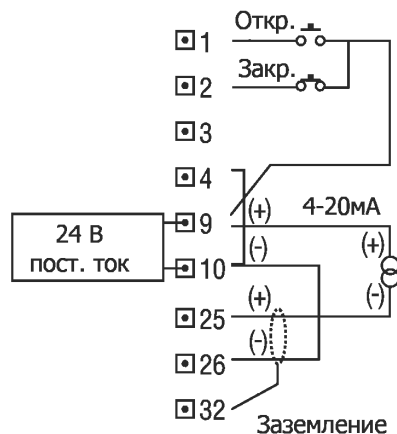 1 Откр.
2 Закр.
3
4
9 (+) 4-20мА
24 В
пост. ток
(+)
10 (-)
(-)
25 (+)
26 (-)
32
Заземление